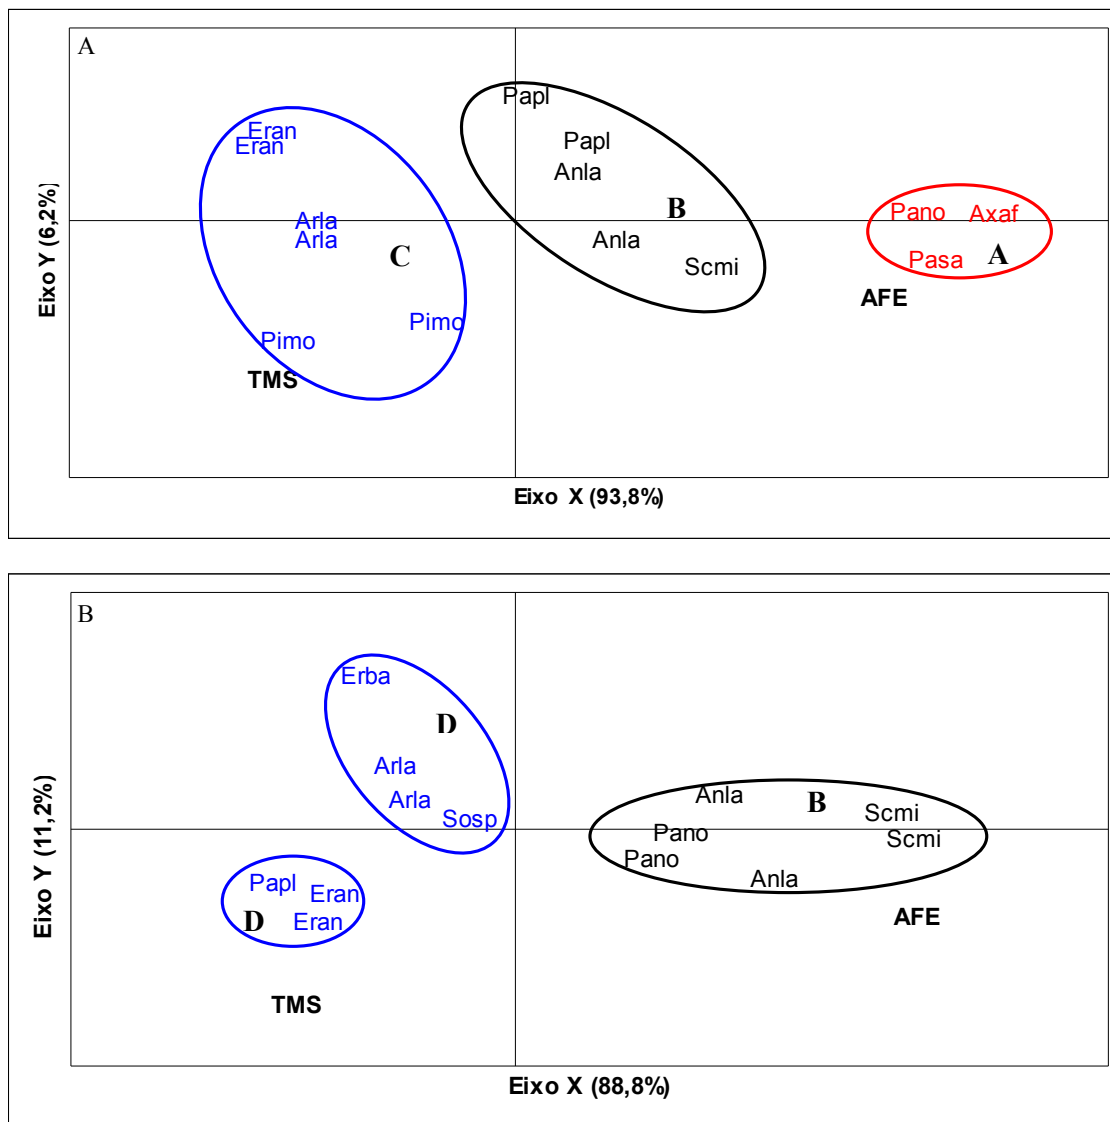 A
Papl
Eran
Eran
Papl
Anla
B
Pano
Axaf
Arla
Arla
Anla
C
Pasa
A
Scmi
AFE
Pimo
Pimo
TMS
Eixo Y (6,2%)
Eixo X (93,8%)
B
Erba
D
Arla
Arla
Sosp
Anla
B
Scmi
Pano
Scmi
Pano
Papl
Eran
Anla
D
Eran
AFE
TMS
Eixo Y (11,2%)
Eixo X (88,8%)